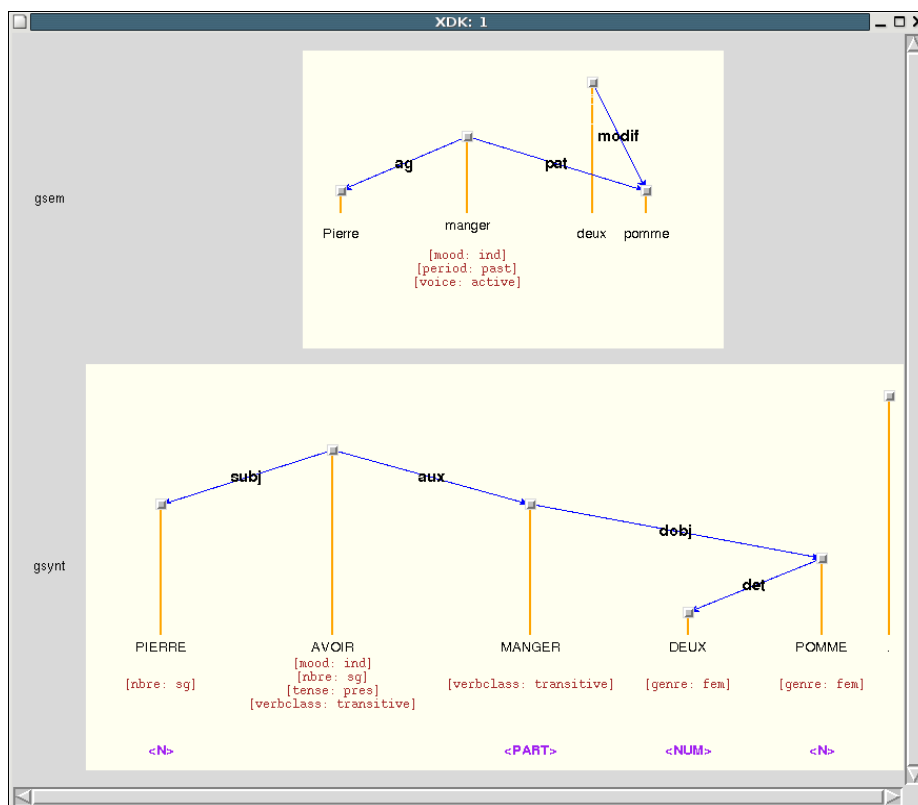 XDK: 1
modif
ag
pat
gsem
Pierre
manger
deux
pomme
[mood: ind]
[period: past]
[voice: active]
subj
aux
dobj
gsynt
det
PIERRE
AVOIR
MANGER
DEUX
POMME
.
[mood: ind]
[nbre: sg]
[tense: pres]
[verbclass: transitive]
[nbre: sg]
[verbclass: transitive]
[genre: fem]
[genre: fem]
<N>
<PART>
<NUM>
<N>